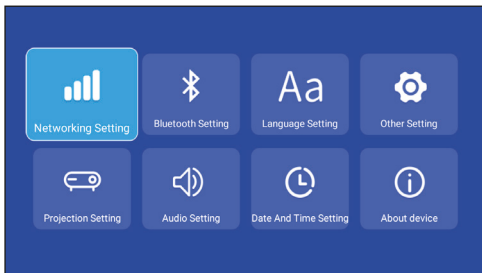 Networking Setting
Bluetooth Setting
Aa
Language Setting
Other Setting
Projection Setting
Audio Setting
Date And Time Setting
About device